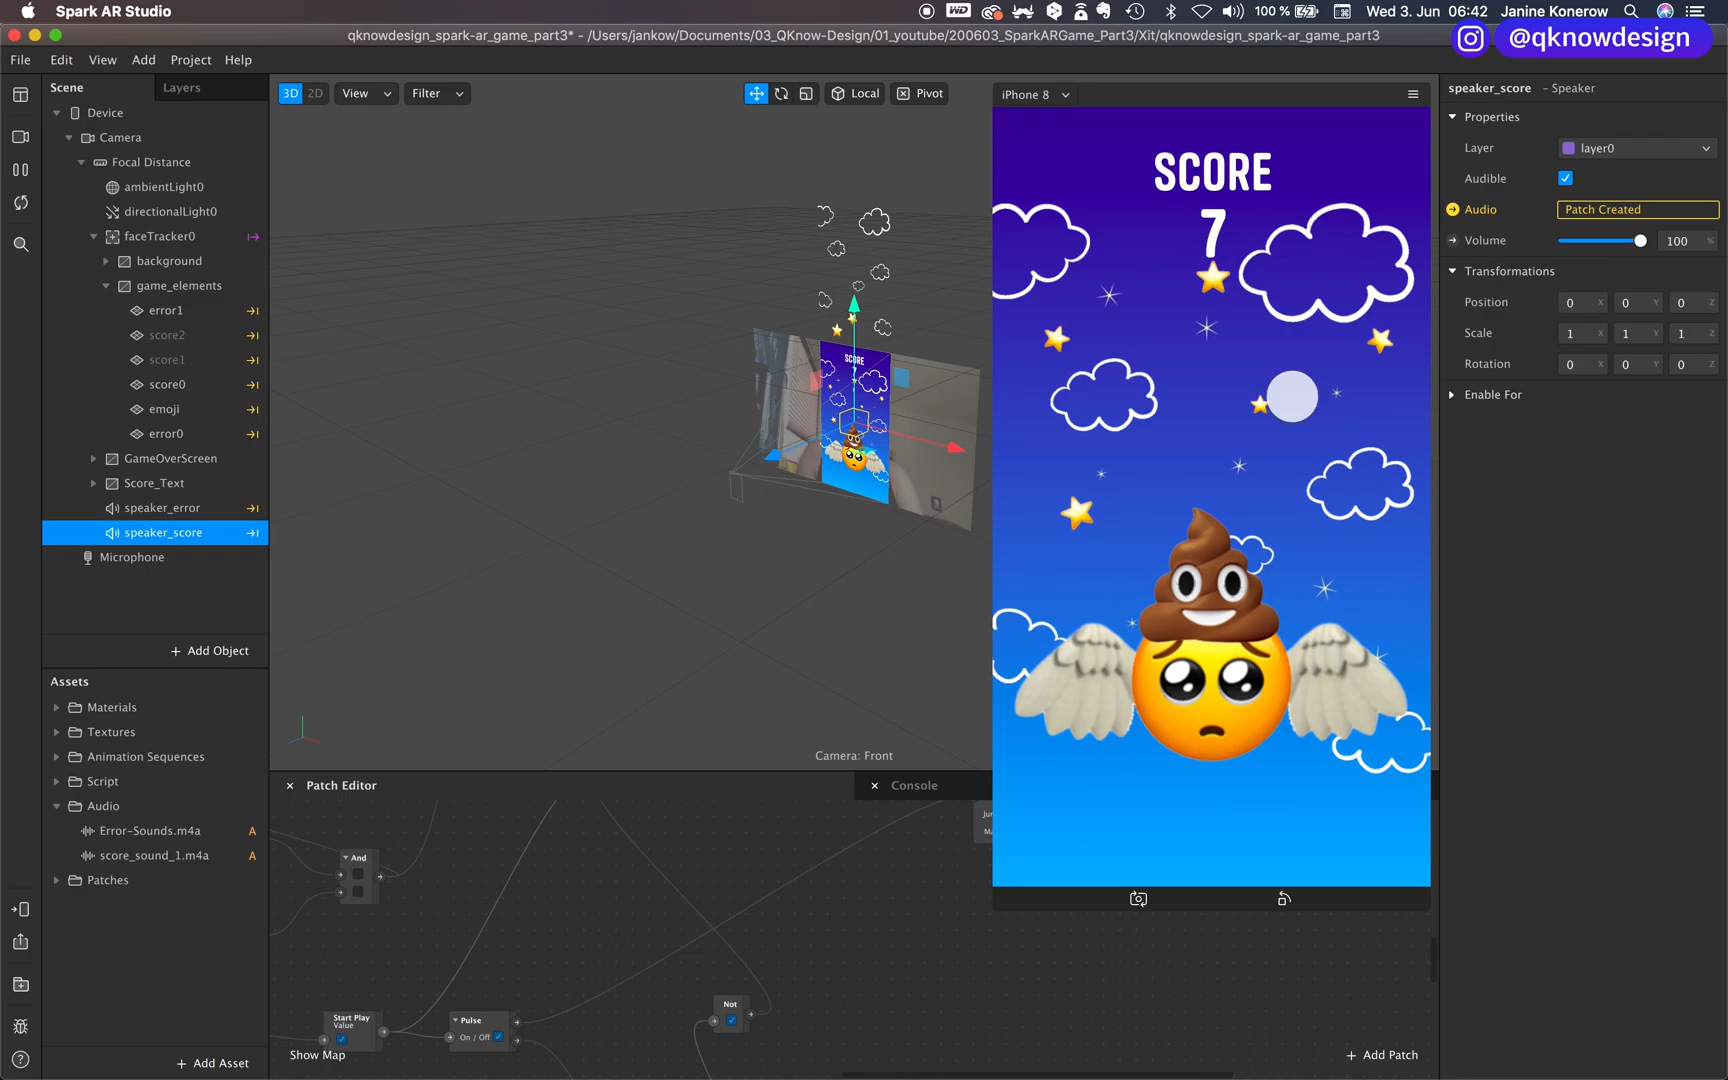 Spark AR Studio
100 %
Wed 3. Jun 06:42
Janine Konerow
qknowdesign_spark-ar_game_part3* - /Users/jankow/Documents/03_QKnow-Design/01_youtube/200603_SparkARGame_Part3/Xit/qknowdesign_spark-ar_game_part3
@qknowdesign
File Edit View Add Project Help
Scene Layers
Device
Camera
Focal Distance
ambientLight0
directionalLight0
faceTracker0
background
game_elements
error1
score2
score1
score0
emoji
error0
GameOverScreen
Score_Text
speaker_error
speaker_score
Microphone
+ Add Object
Assets
Materials
Textures
Animation Sequences
Script
Audio
Error-Sounds.m4a A
score_sound_1.m4a A
Patches
+ Add Asset
3D 2D View Filter Local Pivot
SCORE
Camera: Front
iPhone 8
SCORE
7
Patch Editor
Console
And
Start Play
Value
Pulse
On / Off
Not
Jur
Ma
Show Map
+ Add Patch
speaker_score - Speaker
Properties
Layer layer0
Audible
Audio Patch Created
Volume 100 %
Transformations
Position 0 X 0 Y 0 Z
Scale 1 X 1 Y 1 Z
Rotation 0 X 0 Y 0 Z
Enable For